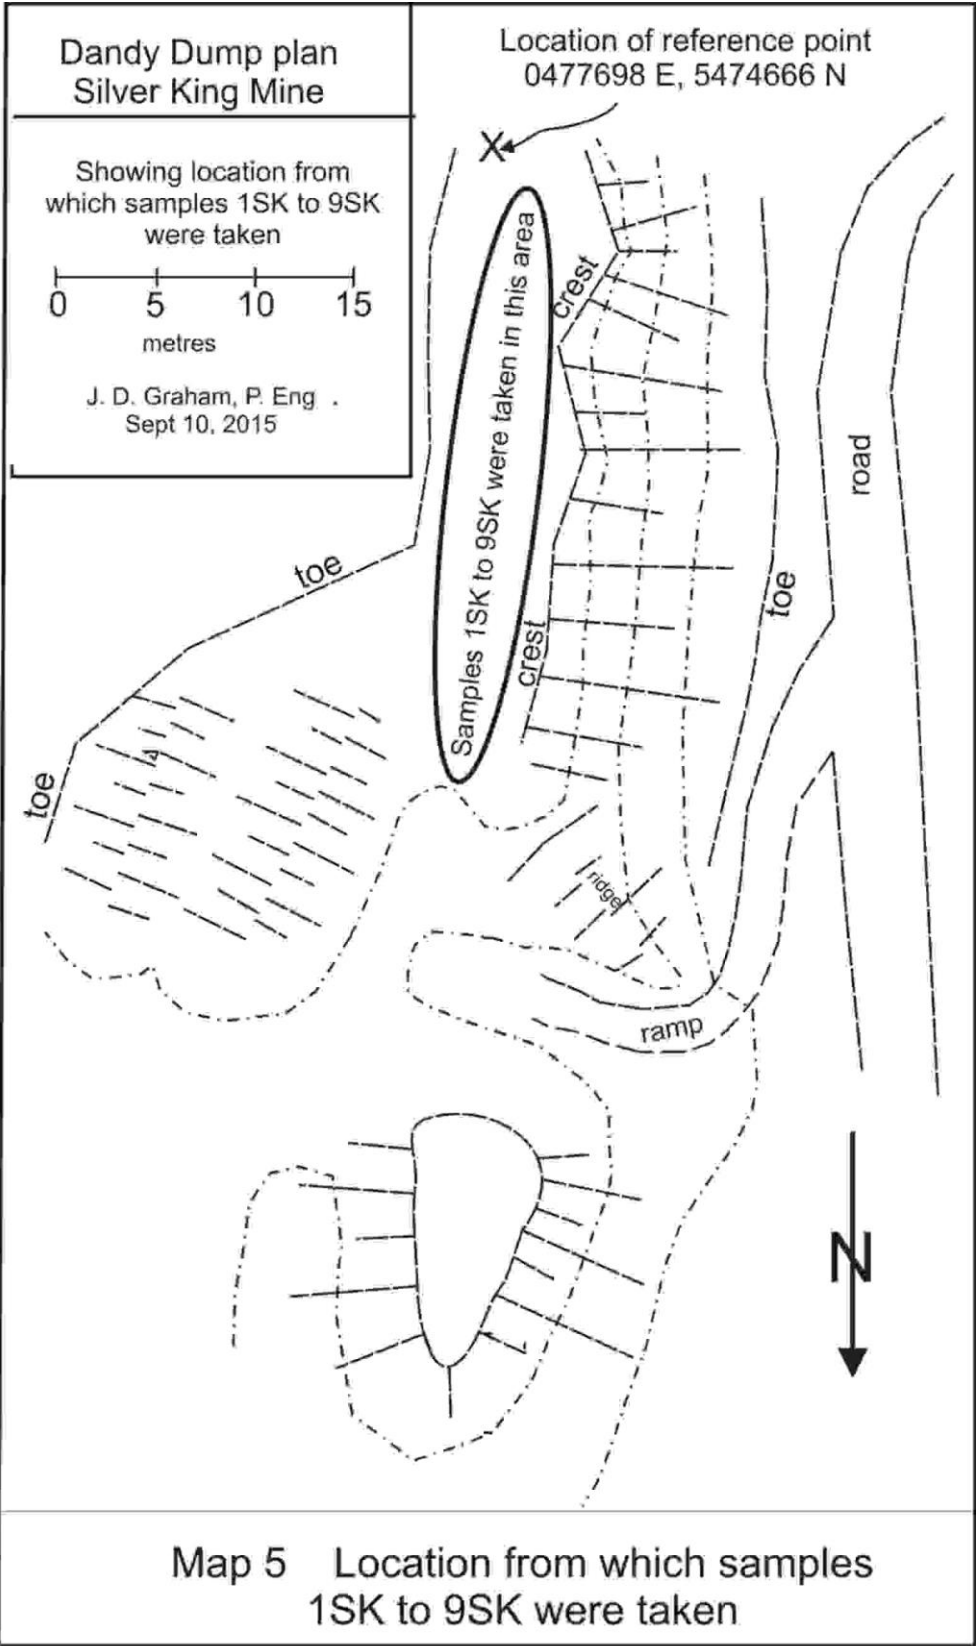 Dandy Dump plan
Silver King Mine
Showing location from
which samples 1SK to 9SK
were taken
0 5 10 15
metres
J. D. Graham, P. Eng .
Sept 10, 2015
Location of reference point
0477698 E, 5474666 N
X
crest
Samples 1SK to 9SK were taken in this area
road
toe
toe
crest
toe
ridge
ramp
N
Map 5 Location from which samples
1SK to 9SK were taken